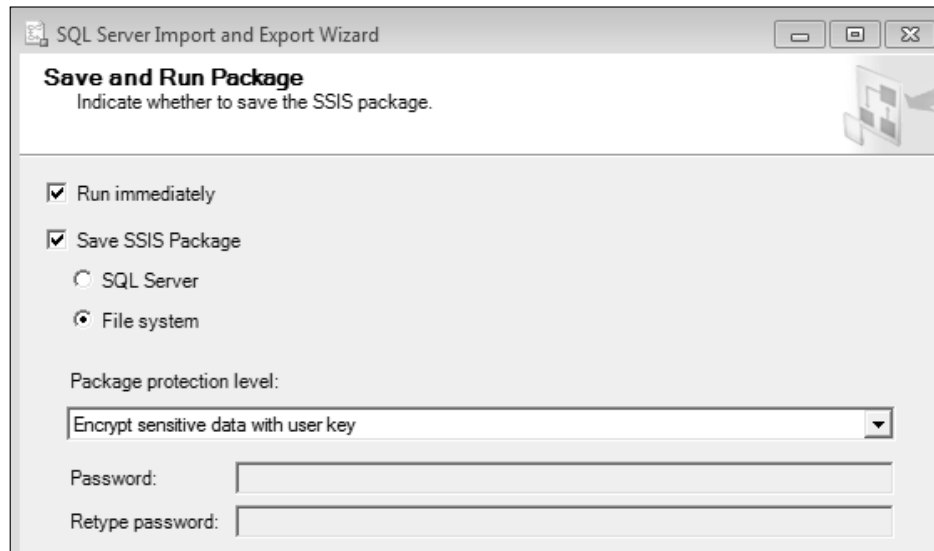 SQL Server Import and Export Wizard
Save and Run Package
Indicate whether to save the SSIS package.
Run immediately
Save SSIS Package
SQL Server
File system
Package protection level:
Encrypt sensitive data with user key
Password:
Retype password: